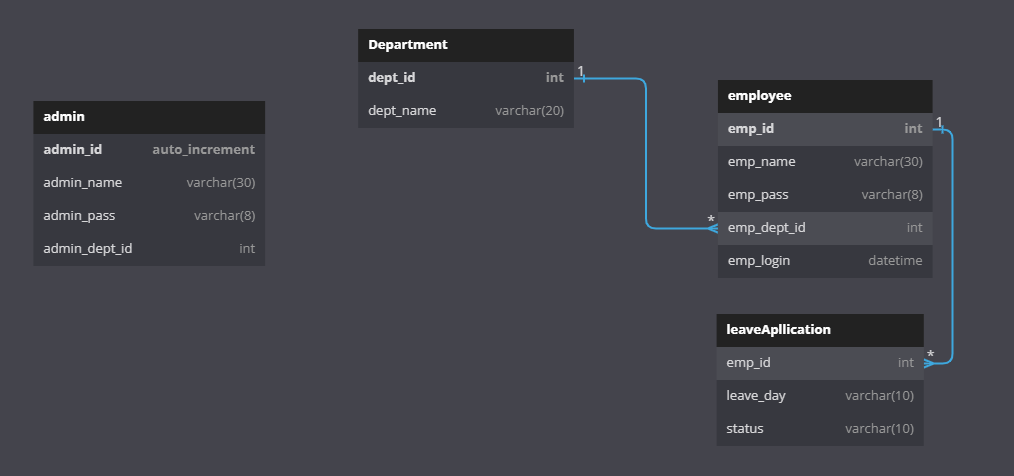 Department
dept_id int
dept_name varchar(20)
1
admin
admin_id auto_increment
admin_name varchar(30)
admin_pass varchar(8)
admin_dept_id int
employee
emp_id int
emp_name varchar(30)
emp_pass varchar(8)
emp_dept_id int
emp_login datetime
1
*
leaveApllication
emp_id int
leave_day varchar(10)
status varchar(10)
*